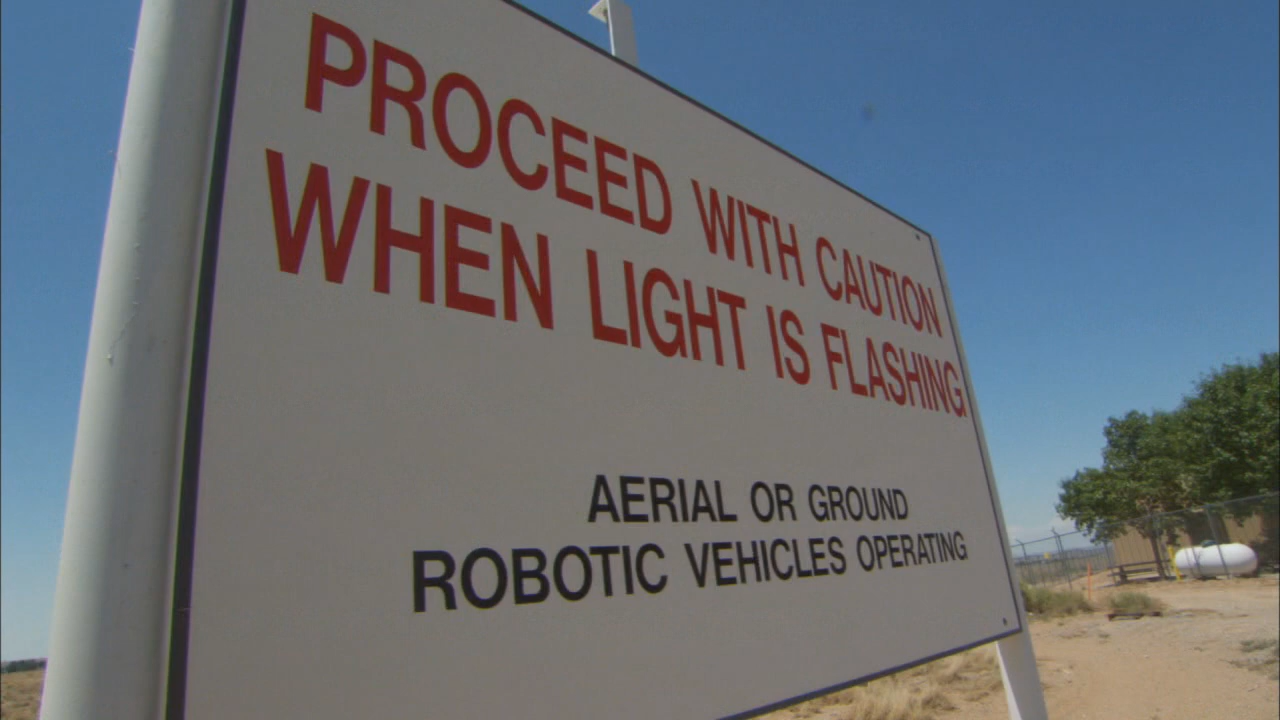 PROCEED WITH CAUTION
WHEN LIGHT IS FLASHING
AERIAL OR GROUND
ROBOTIC VEHICLES OPERATING